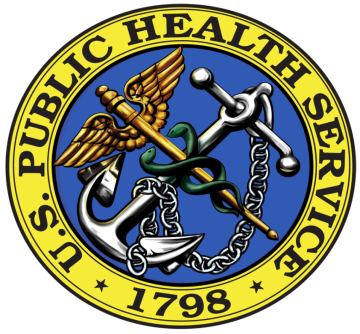 U.S. PUBLIC HEALTH SERVICE
1798